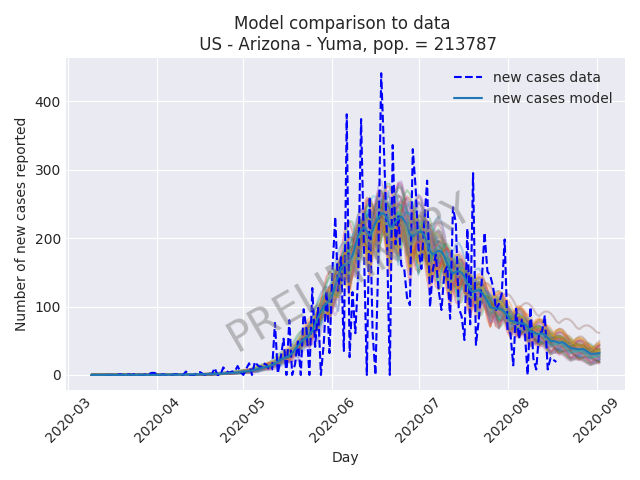 Model comparison to data
US - Arizona - Yuma, pop. = 213787
new cases data
new cases model
Number of new cases reported
400
300
200
100
0
PRELIMINARY
2020-03
2020-04
2020-05
2020-06
2020-07
2020-08
2020-09
Day